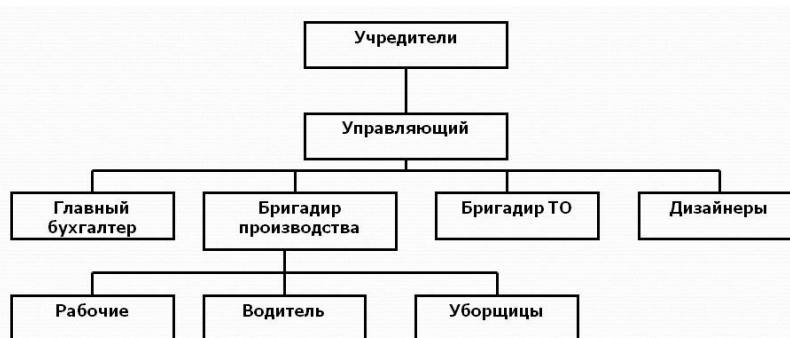 Учредители
Управляющий
Главный
бухгалтер
Бригадир
производства
Бригадир ТО
Дизайнеры
Рабочие
Водитель
Уборщицы